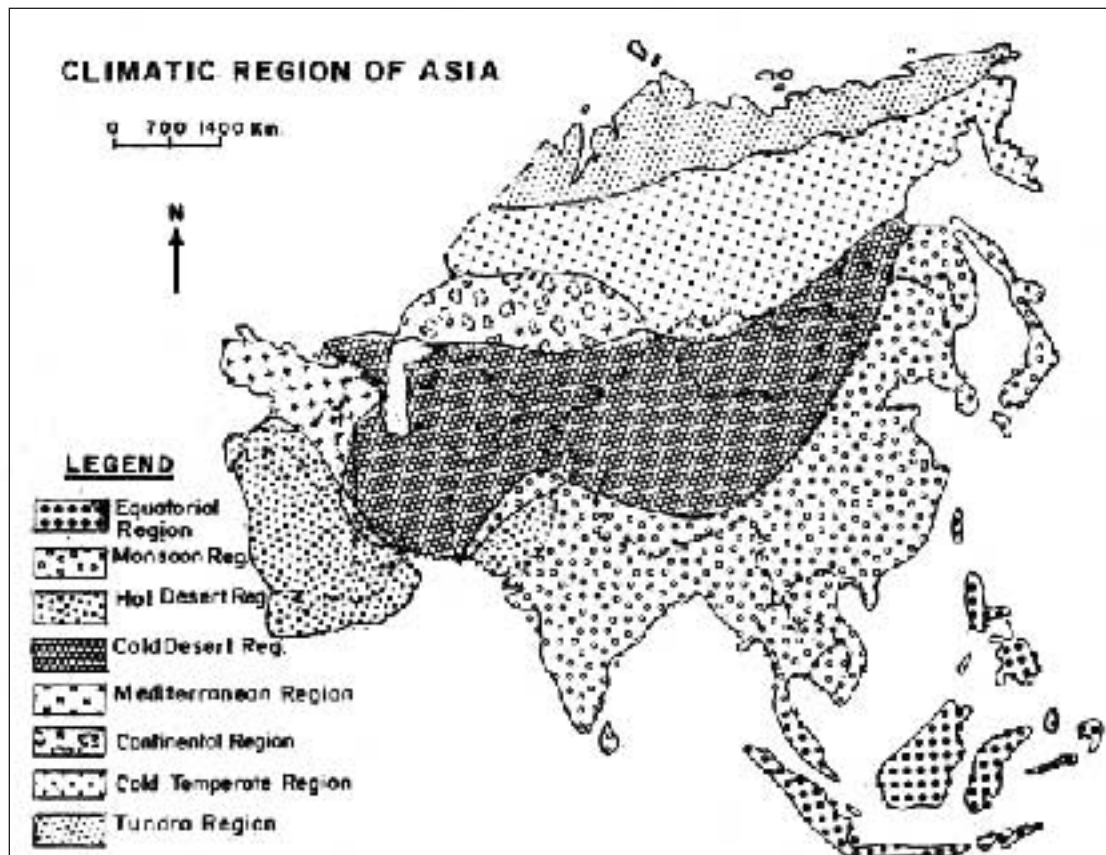 CLIMATIC REGION OF ASIA
0 700 1400 Km.
N
LEGEND
Equatorial
Region
Monsoon Reg.
Hot Desert Reg
Cold Desert Reg.
Mediterranean Region
Continental Region
Cold Temperate Region
Tundra Region